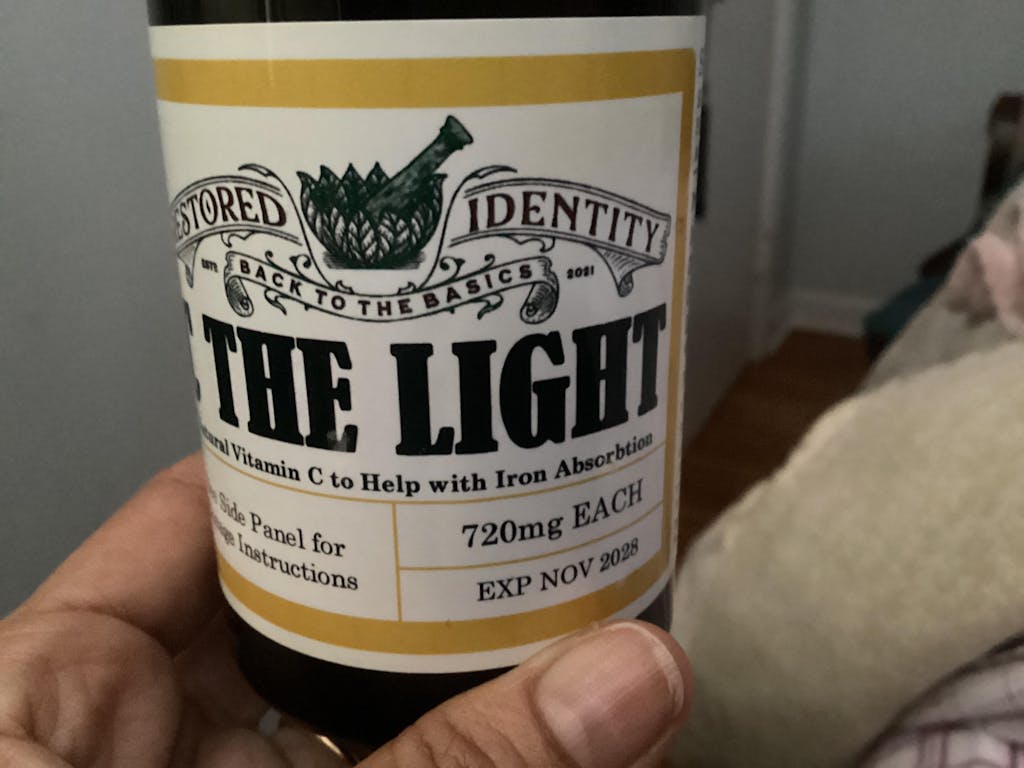 ESTORED IDENTITY
ESTD. 2021
BACK TO THE BASICS
THE LIGHT
Vitamin C to Help with Iron Absorbtion
Side Panel for
Instructions
720mg EACH
EXP NOV 2028